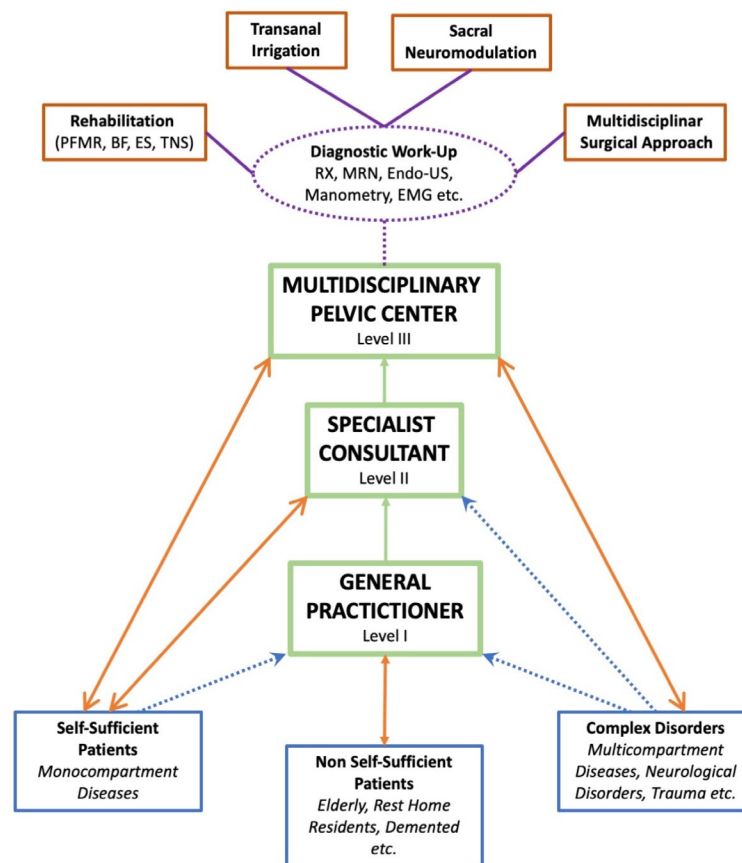 Transanal
Irrigation
Sacral
Neuromodulation
Rehabilitation
(PFMR, BF, ES, TNS)
Multidisciplinar
Surgical Approach
Diagnostic Work-Up
RX, MRN, Endo-US,
Manometry, EMG etc.
MULTIDISCIPLINARY
PELVIC CENTER
Level III
SPECIALIST
CONSULTANT
Level II
GENERAL
PRACTICTIONER
Level I
Self-Sufficient
Patients
Monocompartment
Diseases
Non Self-Sufficient
Patients
Elderly, Rest Home
Residents, Demented
etc.
Complex Disorders
Multicompartment
Diseases, Neurological
Disorders, Trauma etc.